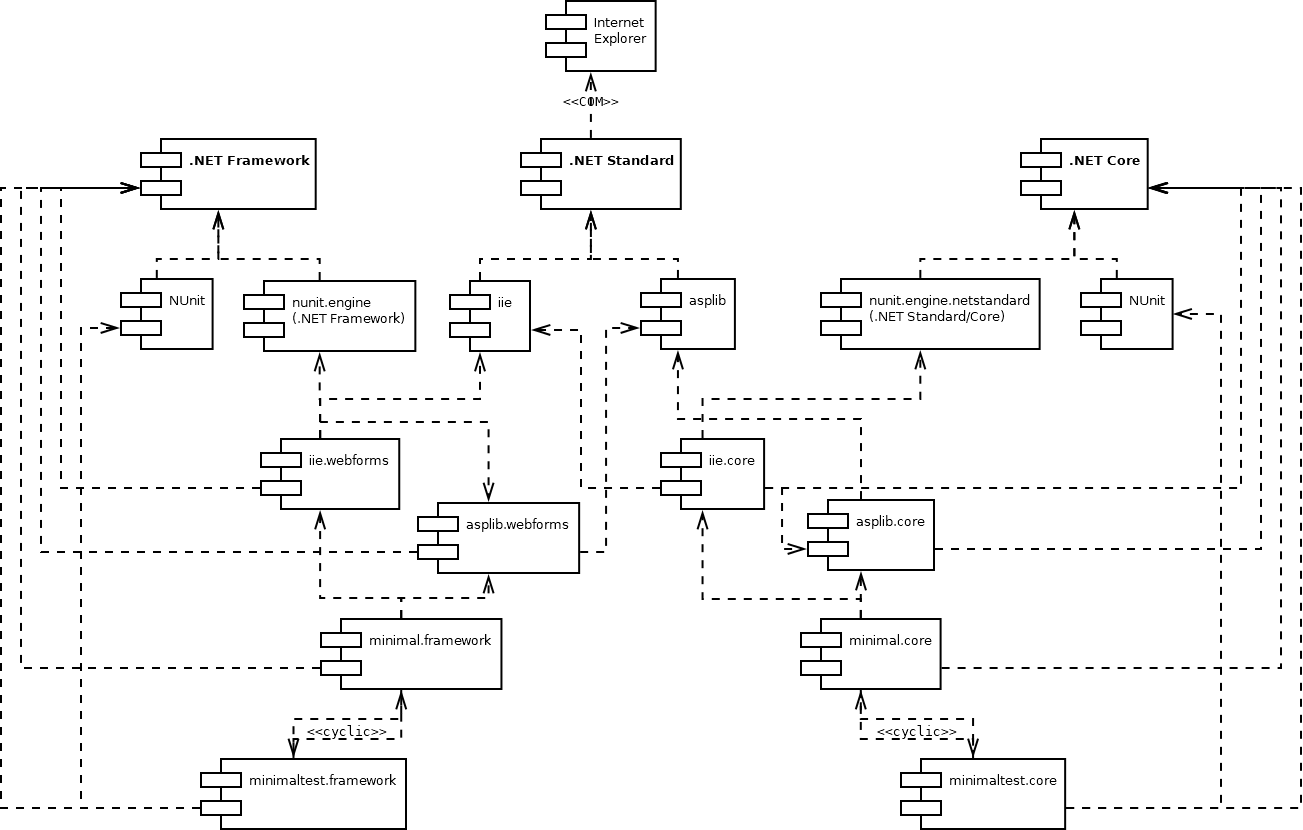 Internet
Explorer
<<COM>>
.NET Framework
.NET Standard
.NET Core
NUnit
nunit.engine
(.NET Framework)
iie
asplib
nunit.engine.netstandard
(.NET Standard/Core)
NUnit
iie.webforms
iie.core
asplib.webforms
asplib.core
minimal.framework
minimal.core
<<cyclic>>
<<cyclic>>
minimaltest.framework
minimaltest.core